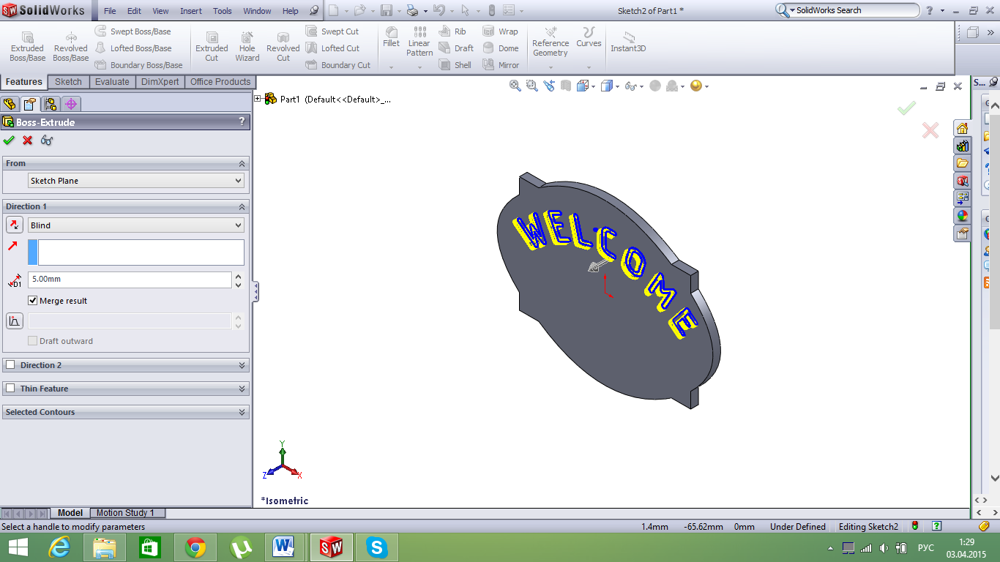 SolidWorks File Edit View Insert Tools Window Help Sketch2 of Part1 * SolidWorks Search
Extruded Boss/Base
Revolved Boss/Base
Swept Boss/Base
Lofted Boss/Base
Boundary Boss/Base
Extruded Cut
Hole Wizard
Revolved Cut
Swept Cut
Lofted Cut
Boundary Cut
Fillet
Linear Pattern
Rib
Draft
Shell
Wrap
Dome
Mirror
Reference Geometry
Curves
Instant3D
Features Sketch Evaluate DimXpert Office Products
S...
Part1 (Default<<Default>_...
Boss-Extrude ?
From
Sketch Plane
Direction 1
Blind
D1 5.00mm
Merge result
Draft outward
Direction 2
Thin Feature
Selected Contours
WELCOME
Y
Z X
*Isometric
Model Motion Study 1
Select a handle to modify parameters 1.4mm -65.62mm 0mm Under Defined Editing Sketch2
РУС 1:29
03.04.2015